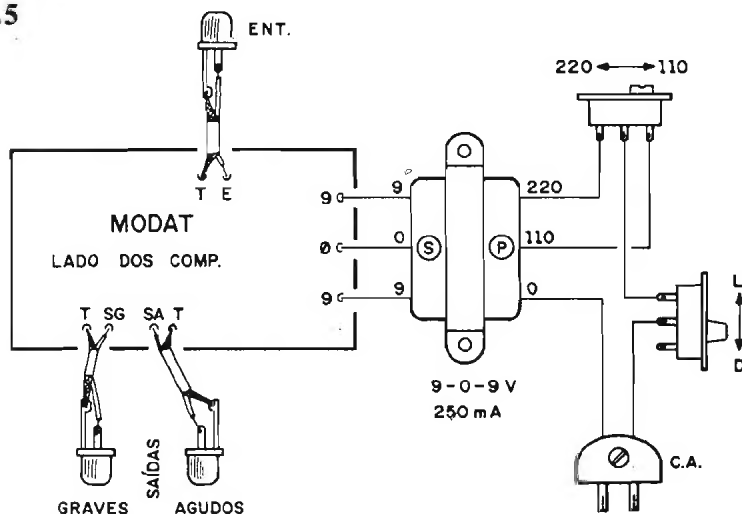 .5
ENT.
220 110
T E
9 9 220
MODAT
0 0 S P 110
LADO DOS COMP.
9 9 0
L
T SG SA T
D
9-0-9 V
250 mA
C.A.
SAÍDAS
GRAVES AGUDOS